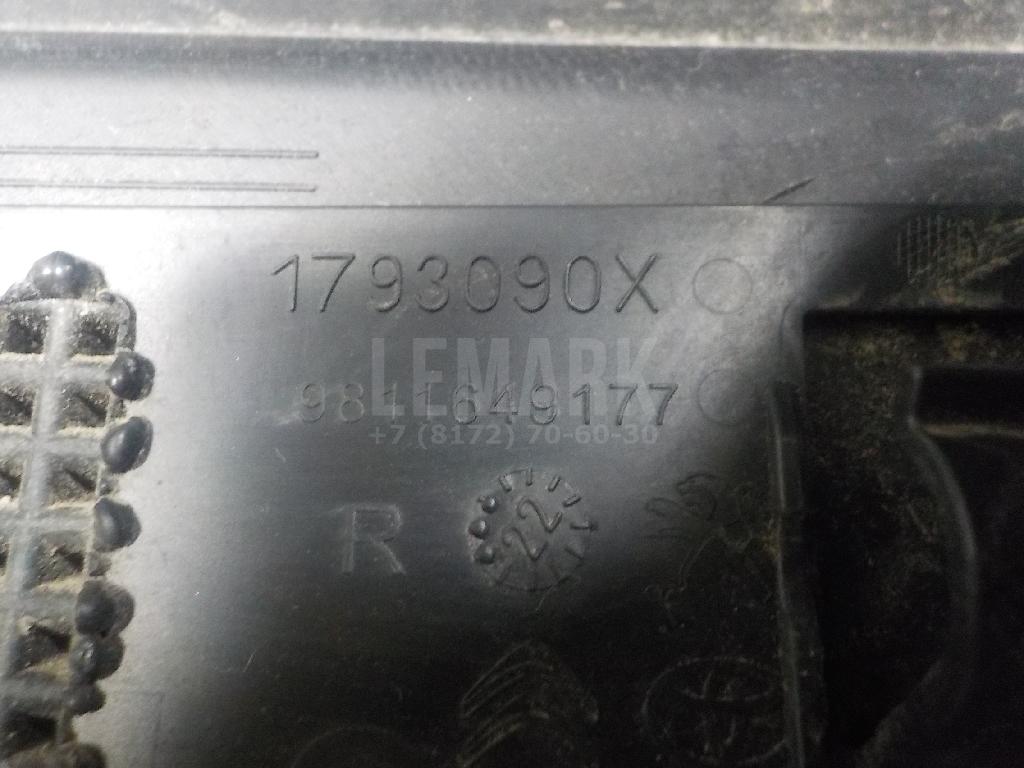 1793090X
LEMARK
9811649177
+7 (8172) 70-60-30
R
22